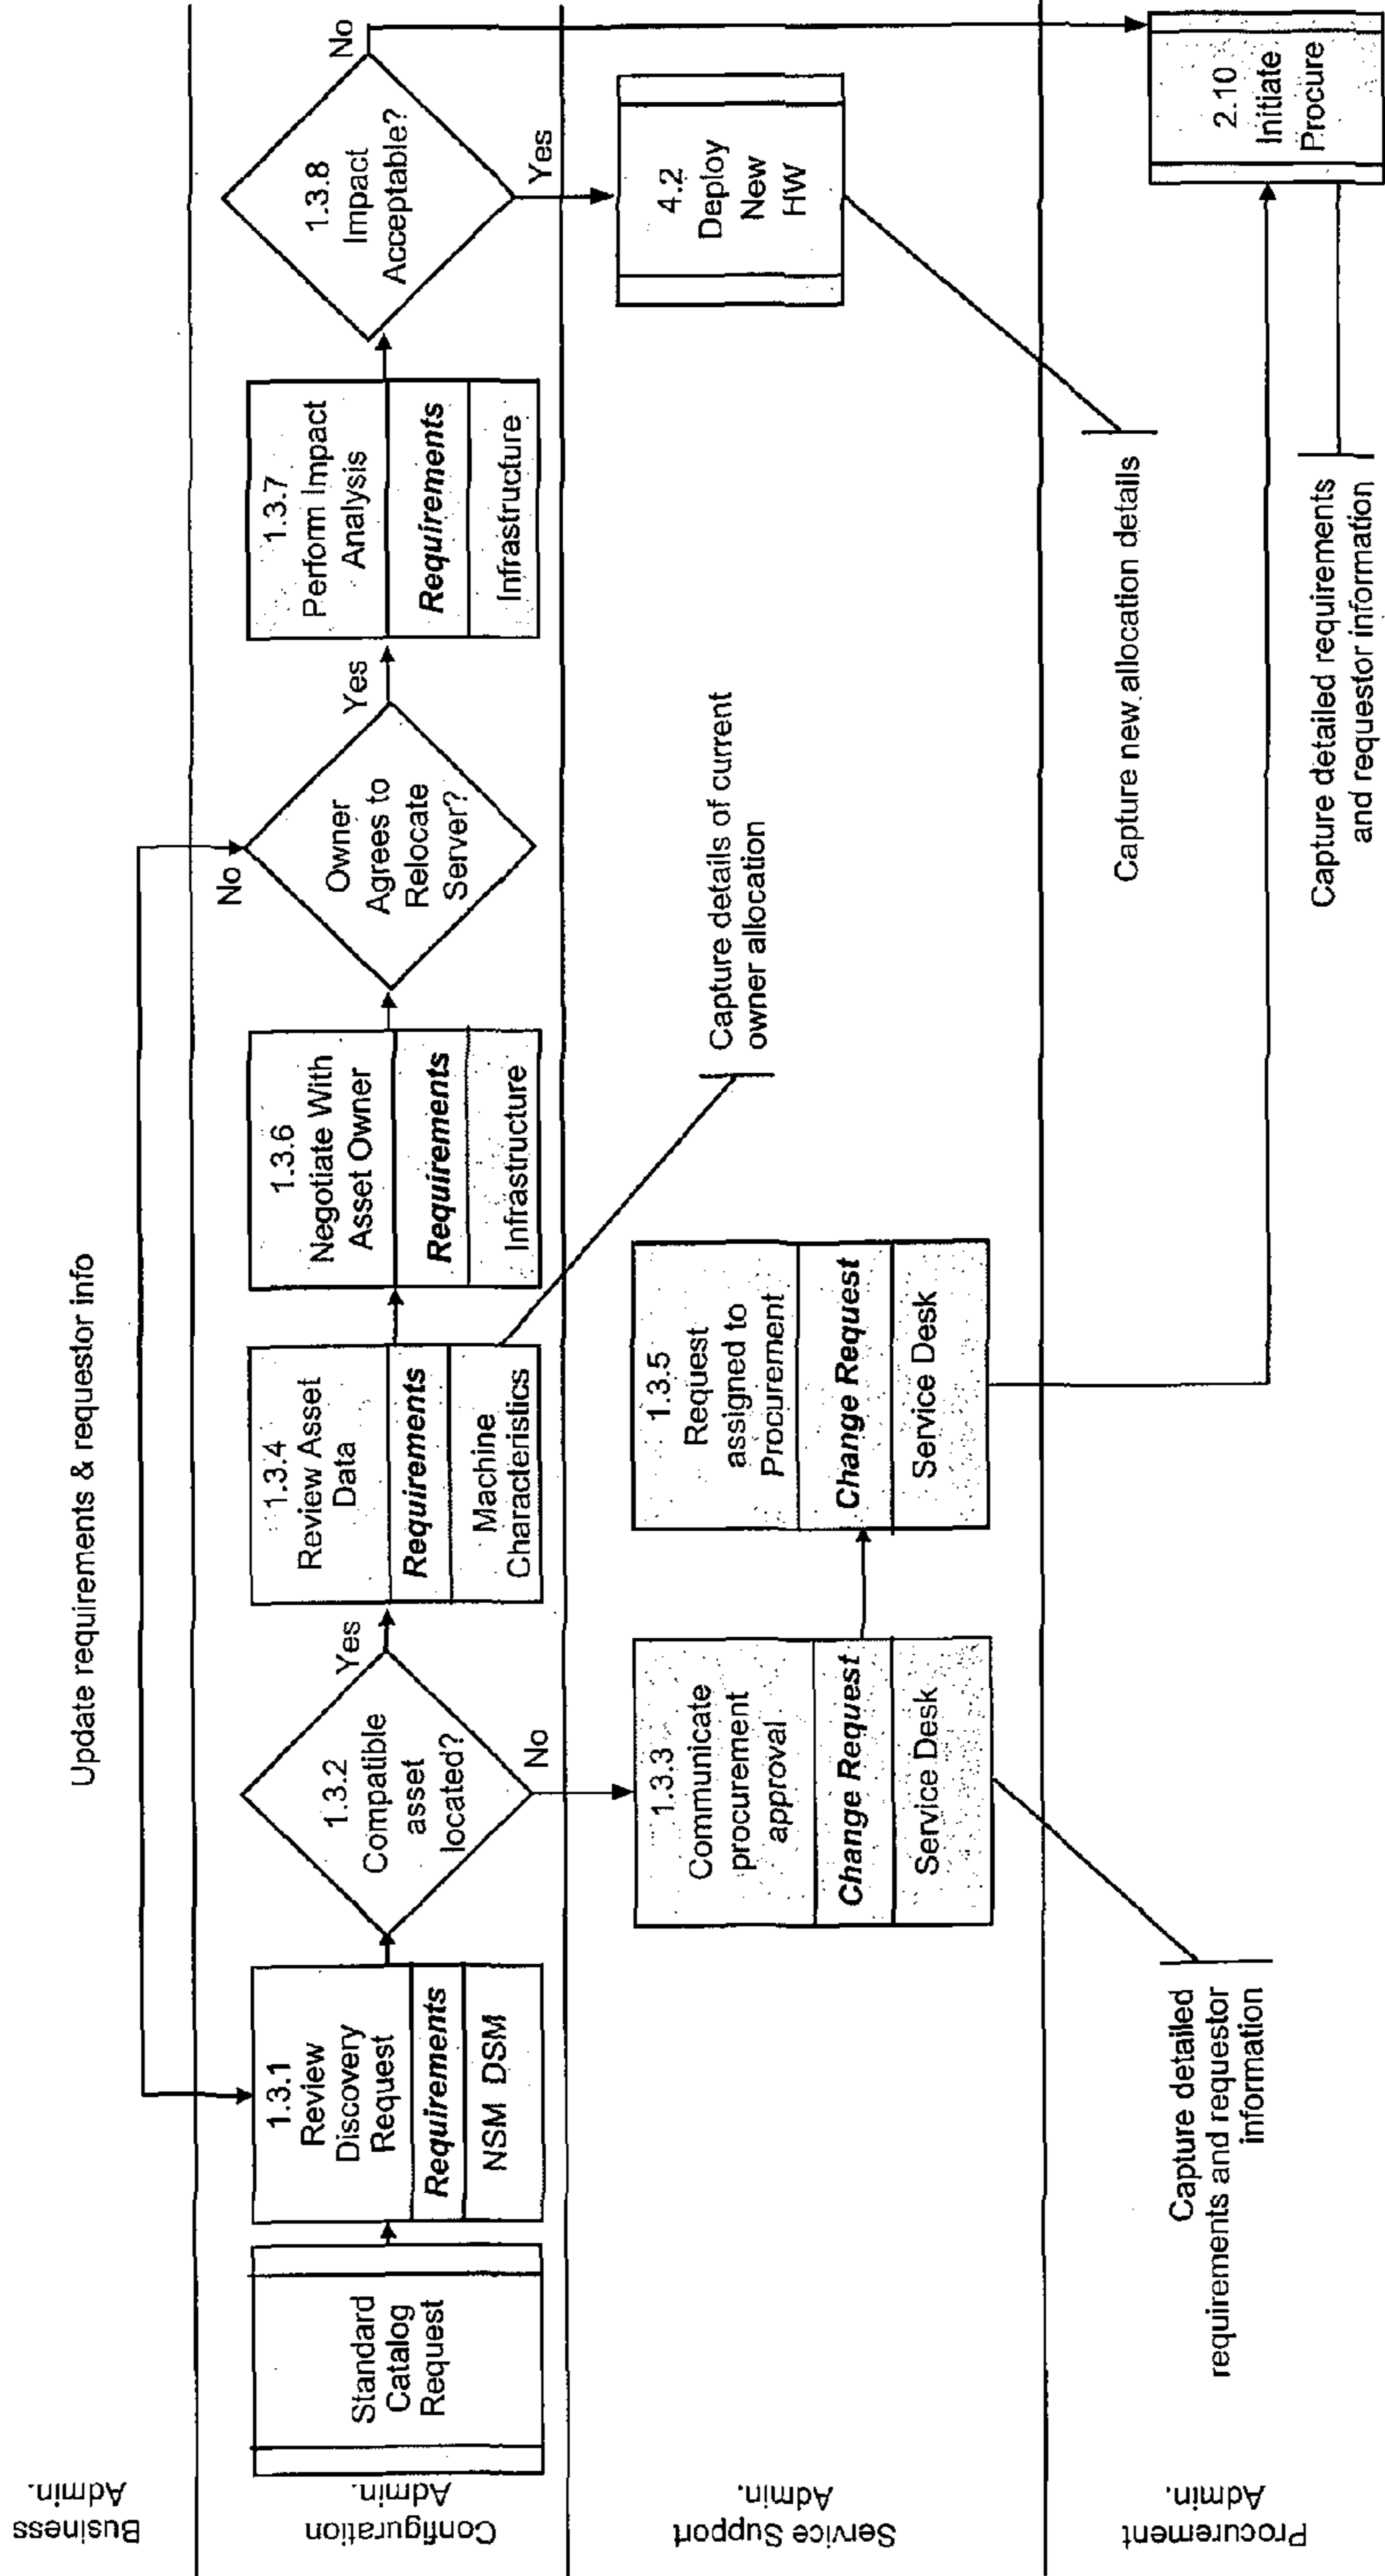 Business
Admin.
Update requirements & requestor info
Configuration
Admin.
Standard
Catalog
Request
1.3.1
Review
Discovery
Request
Requirements
NSM DSM
1.3.2
Compatible
asset
located?
Yes
No
1.3.4
Review Asset
Data
Requirements
Machine
Characteristics
1.3.6
Negotiate With
Asset Owner
Requirements
Infrastructure
Owner
Agrees to
Relocate
Server?
No
Yes
1.3.7
Perform Impact
Analysis
Requirements
Infrastructure
1.3.8
Impact
Acceptable?
No
Yes
Service Support
Admin.
1.3.3
Communicate
procurement
approval
Change Request
Service Desk
1.3.5
Request
assigned to
Procurement
Change Request
Service Desk
Capture details of current
owner allocation
4.2
Deploy
New
HW
Procurement
Admin.
Capture detailed
requirements and requestor
information
Capture new allocation details
Capture detailed requirements
and requestor information
2.10
Initiate
Procure